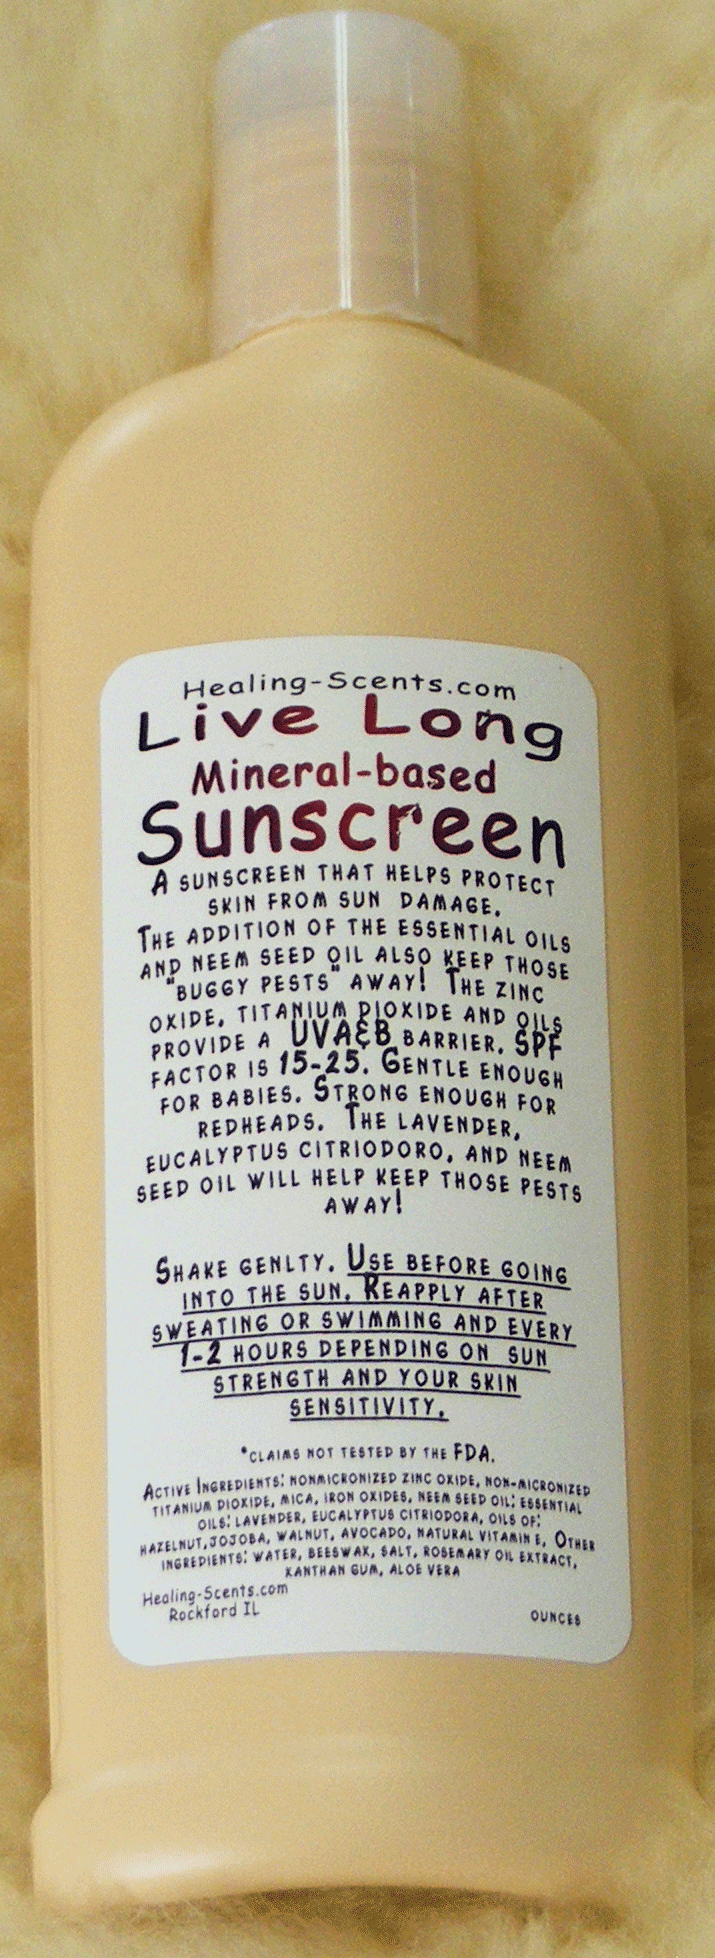 Healing-Scents.com
Live Long
Mineral-based
Sunscreen
A SUNSCREEN THAT HELPS PROTECT
SKIN FROM SUN DAMAGE.
THE ADDITION OF THE ESSENTIAL OILS
AND NEEM SEED OIL ALSO KEEP THOSE
"BUGGY PESTS" AWAY! THE ZINC
OXIDE, TITANIUM DIOXIDE AND OILS
PROVIDE A UVA&B BARRIER. SPF
FACTOR IS 15-25. GENTLE ENOUGH
FOR BABIES. STRONG ENOUGH FOR
REDHEADS. THE LAVENDER,
EUCALYPTUS CITRIODORO, AND NEEM
SEED OIL WILL HELP KEEP THOSE PESTS
AWAY!
SHAKE GENLTY. USE BEFORE GOING
INTO THE SUN. REAPPLY AFTER
SWEATING OR SWIMMING AND EVERY
1-2 HOURS DEPENDING ON SUN
STRENGTH AND YOUR SKIN
SENSITIVITY.
*CLAIMS NOT TESTED BY THE FDA.
ACTIVE INGREDIENTS: NONMICRONIZED ZINC OXIDE, NON-MICRONIZED
TITANIUM DIOXIDE, MICA, IRON OXIDES, NEEM SEED OIL; ESSENTIAL
OILS: LAVENDER, EUCALYPTUS CITRIODORA, OILS OF:
HAZELNUT, JOJOBA, WALNUT, AVOCADO, NATURAL VITAMIN E, OTHER
INGREDIENTS: WATER, BEESWAX, SALT, ROSEMARY OIL EXTRACT,
XANTHAN GUM, ALOE VERA
Healing-Scents.com
Rockford IL
OUNCES